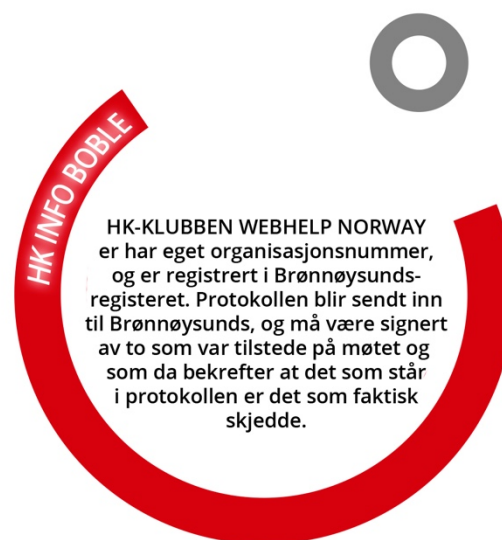 HK INFO BOBLE
HK-KLUBBEN WEBHELP NORWAY
er har eget organisasjonsnummer,
og er registrert i Brønnøysunds-
registeret. Protokollen blir sendt inn
til Brønnøysunds, og må være signert
av to som var tilstede på møtet og
som da bekrefter at det som står
i protokollen er det som faktisk
skjedde.